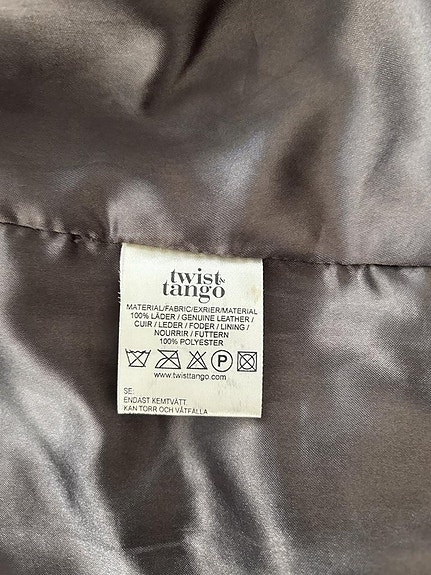 twist &
tango
MATERIAL/FABRIC/EXRIER/MATERIAL
100% LÄDER / GENUINE LEATHER /
CUIR / LEDER / FODER / LINING /
NOURRIR / FUTTERN
100% POLYESTER
P
www.twisttango.com
SE:
ENDAST KEMTVÄTT.
KAN TORR OCH VÅTFÄLLA